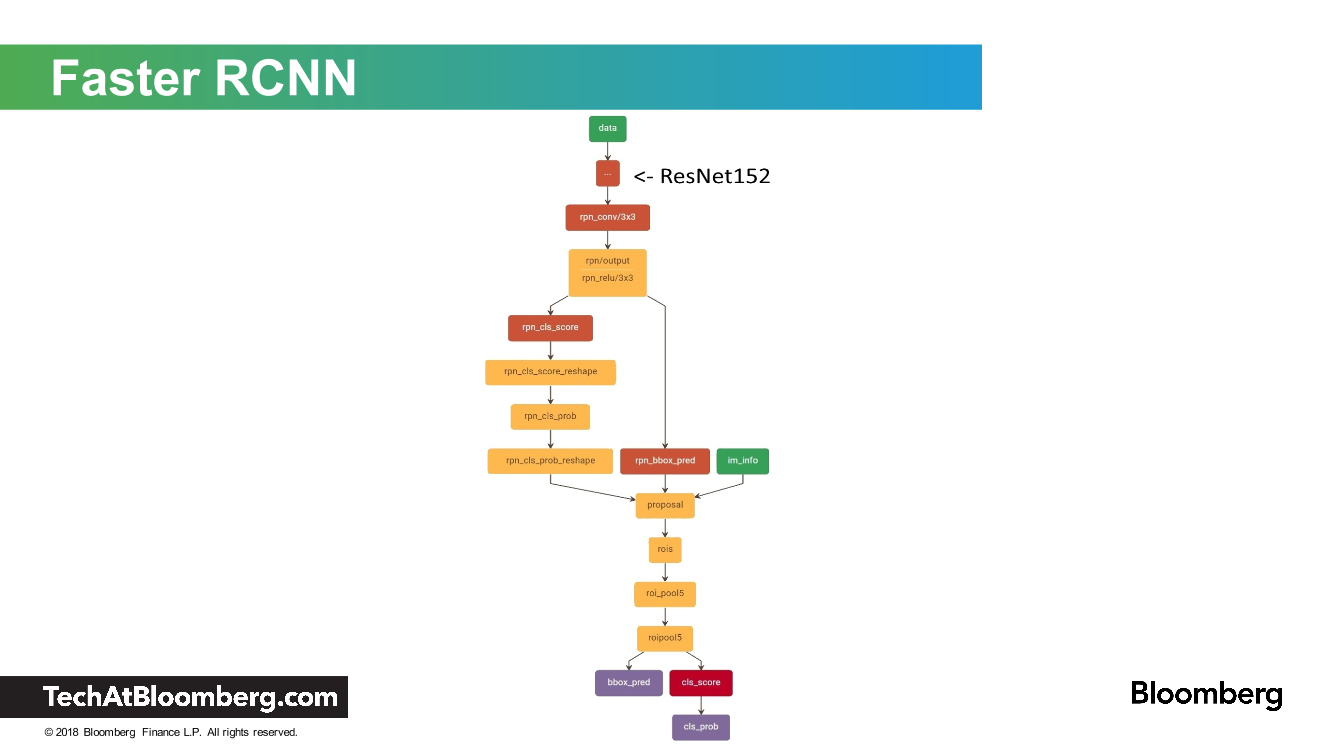 Faster RCNN
data
...
<- ResNet152
rpn_conv/3x3
rpn/output
rpn_relu/3x3
rpn_cls_score
rpn_cls_score_reshape
rpn_cls_prob
rpn_cls_prob_reshape
rpn_bbox_pred
im_info
proposal
rois
roi_pool5
roipool5
bbox_pred
cls_score
cls_prob
TechAtBloomberg.com
© 2018 Bloomberg Finance L.P. All rights reserved.
Bloomberg